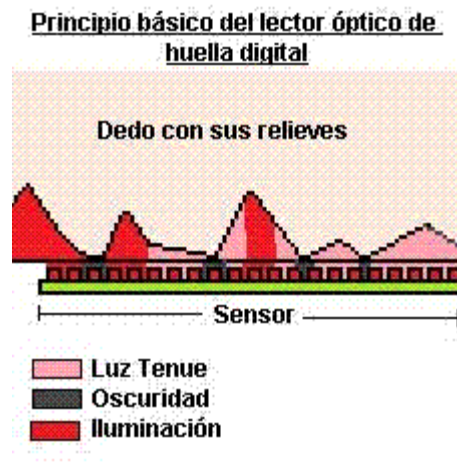 Principio básico del lector óptico de
huella digital
Dedo con sus relieves
Sensor
Luz Tenue
Oscuridad
Iluminación